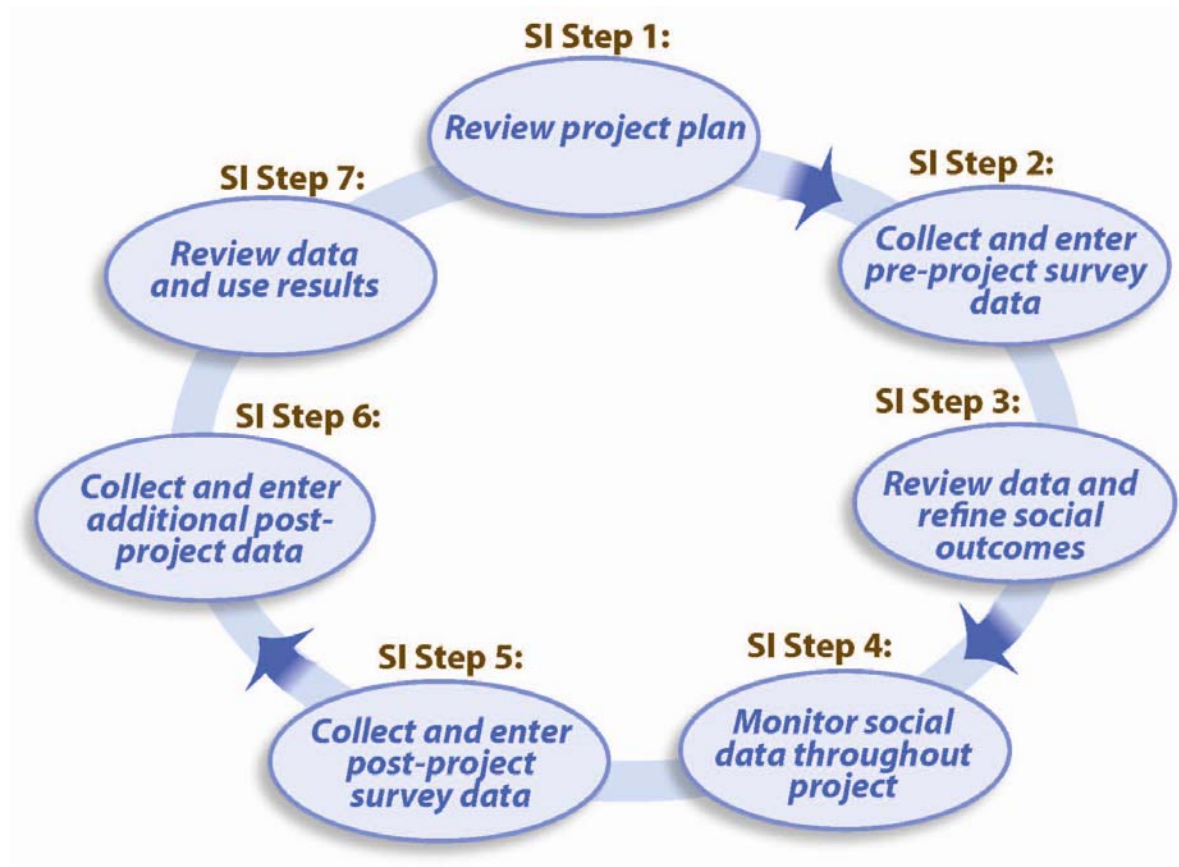 SI Step 1:
Review project plan
SI Step 2:
Collect and enter
pre-project survey
data
SI Step 3:
Review data and
refine social
outcomes
SI Step 4:
Monitor social
data throughout
project
SI Step 5:
Collect and enter
post-project
survey data
SI Step 6:
Collect and enter
additional post-
project data
SI Step 7:
Review data
and use results